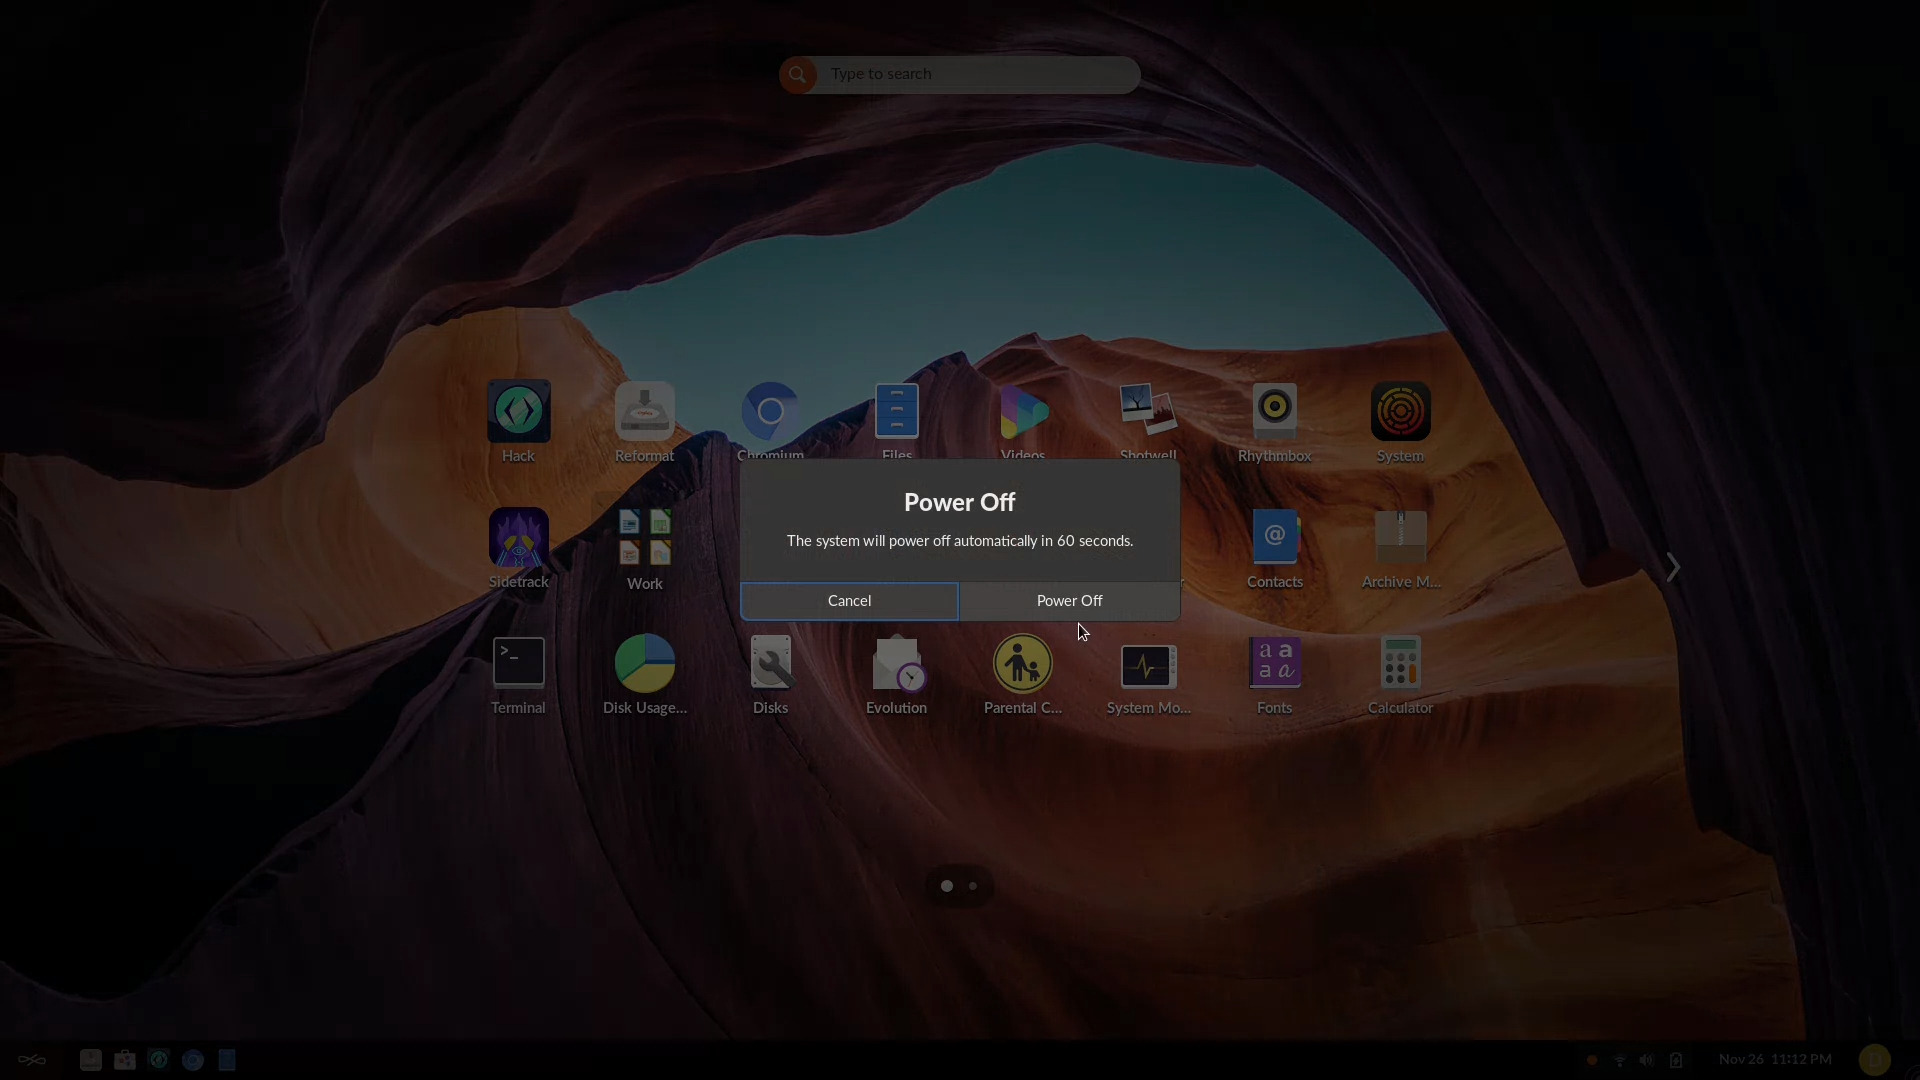 Type to search
Hack
Reformat
Chromium
Files
Videos
Shotwell
Rhythmbox
System
Power Off
The system will power off automatically in 60 seconds.
Cancel
Power Off
Sidetrack
Work
Contacts
Archive M...
Terminal
Disk Usage...
Disks
Evolution
Parental C...
System Mo...
Fonts
Calculator
Nov 26 11:12 PM